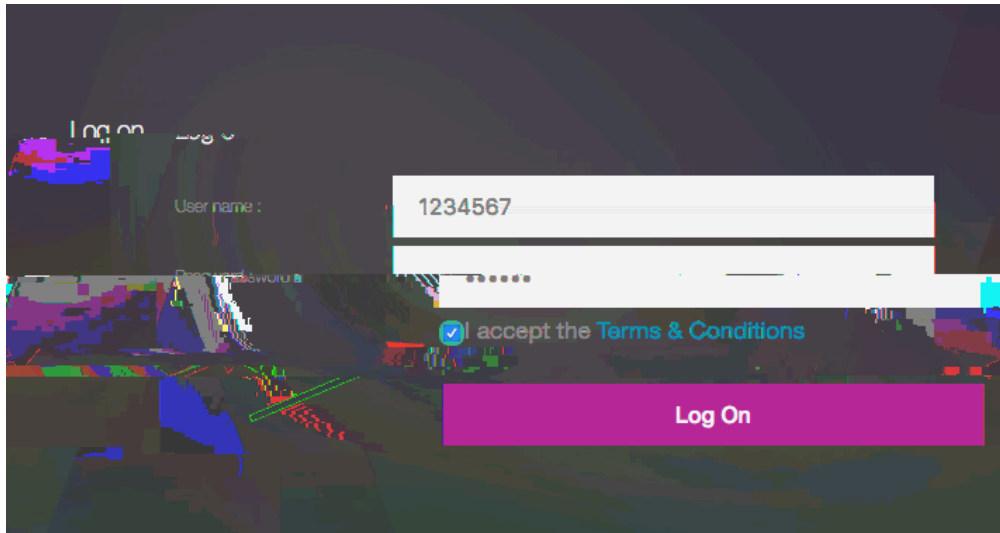 Log on
User name :
1234567
••••••
I accept the Terms & Conditions
Log On